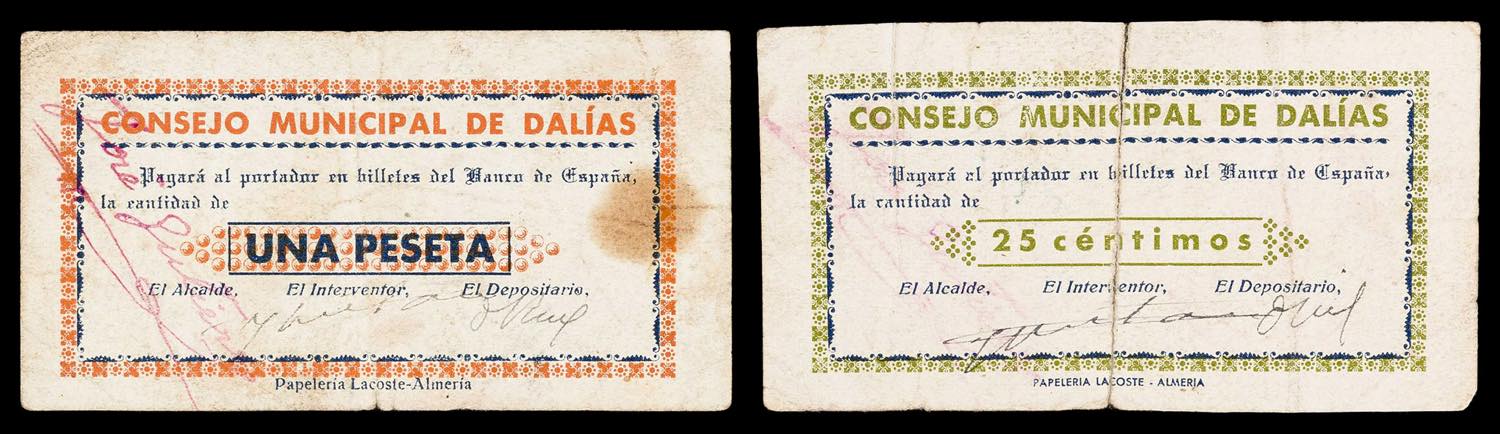 CONSEJO MUNICIPAL DE DALÍAS
Pagará al portador en billetes del Banco de España,
la cantidad de
UNA PESETA
El Alcalde, El Interventor, El Depositario,
Papelería Lacoste-Almería
CONSEJO MUNICIPAL DE DALÍAS
Pagará al portador en billetes del Banco de España,
la cantidad de
25 céntimos
El Alcalde, El Interventor, El Depositario,
PAPELERIA LACOSTE - ALMERIA